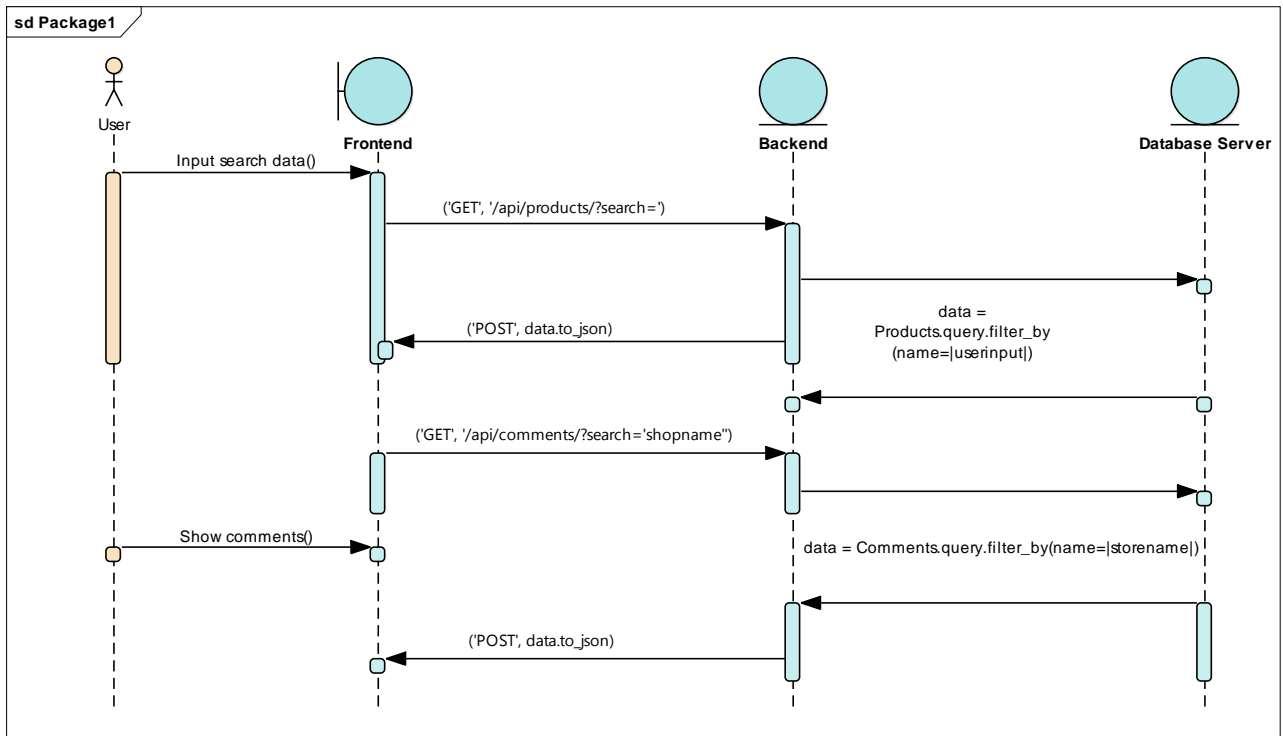 sd Package1
User
Frontend
Backend
Database Server
Input search data()
('GET', '/api/products/?search=')
data =
Products.query.filter_by
(name=|userinput|)
('POST', data.to_json)
('GET', '/api/comments/?search='shopname'')
Show comments()
data = Comments.query.filter_by(name=|storename|)
('POST', data.to_json)